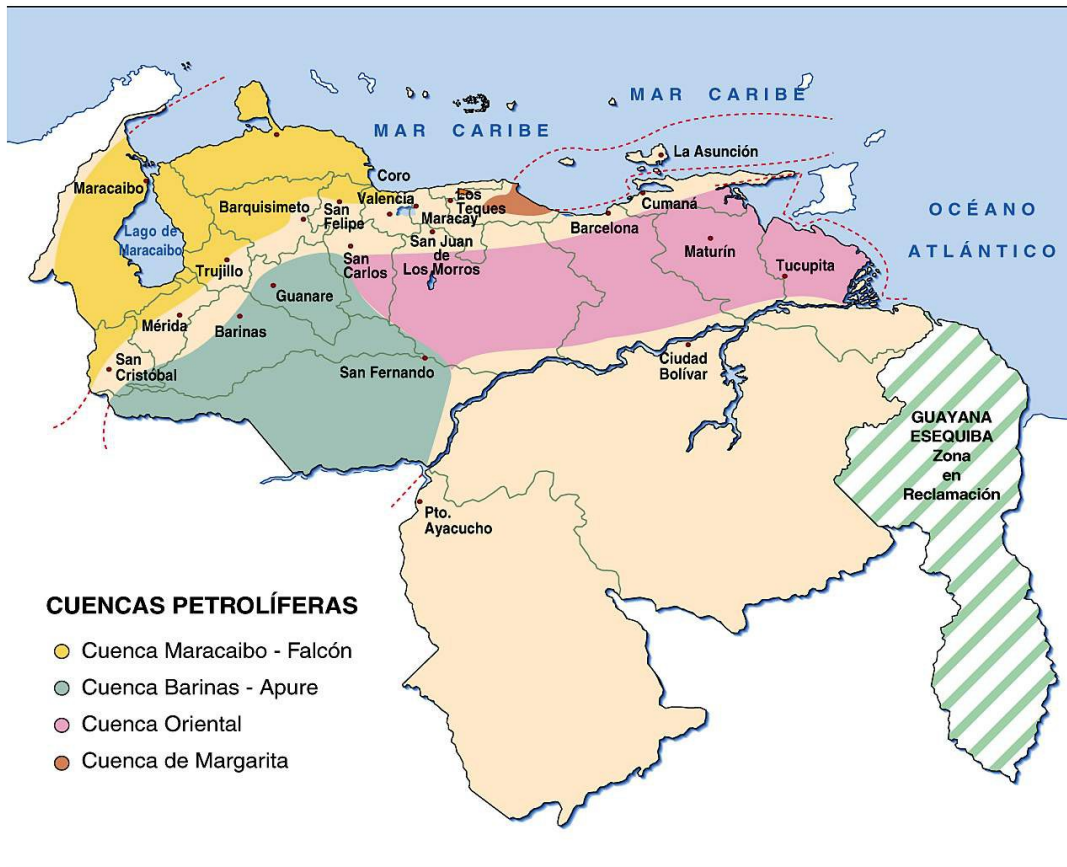 MAR CARIBE
MAR CARIBE
OCÉANO
ATLÁNTICO
La Asunción
Maracaibo
Coro
Lago de
Maracaibo
Barquisimeto
San
Felipe
Valencia
Maracay
Los
Teques
San Juan
de
Los Morros
San
Carlos
Barcelona
Cumaná
Maturín
Tucupita
Trujillo
Guanare
Mérida
Barinas
San
Cristóbal
San Fernando
Ciudad
Bolívar
Pto.
Ayacucho
GUAYANA
ESEQUIBA
Zona
en
Reclamación
CUENCAS PETROLÍFERAS
Cuenca Maracaibo - Falcón
Cuenca Barinas - Apure
Cuenca Oriental
Cuenca de Margarita